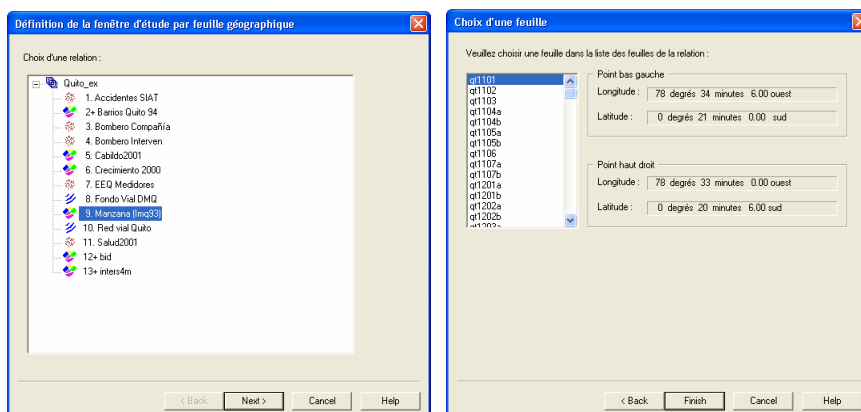 Définition de la fenêtre d'étude par feuille géographique
Choix d'une relation :
Quito_ex
1. Accidentes SIAT
2+ Barrios Quito 94
3. Bombero Compañía
4. Bombero Interven
5. Cabildo2001
6. Crecimiento 2000
7. EEQ Medidores
8. Fondo Vial DMQ
9. Manzana (Imq93)
10. Red vial Quito
11. Salud2001
12+ bid
13+ inters4m
< Back
Next >
Cancel
Help
Choix d'une feuille
Veuillez choisir une feuille dans la liste des feuilles de la relation :
qt1101
qt1102
qt1103
qt1104a
qt1104b
qt1105a
qt1105b
qt1106
qt1107a
qt1107b
qt1201a
qt1201b
qt1202a
qt1202b
qt1203a
Point bas gauche
Longitude : 78 degrés 34 minutes 6.00 ouest
Latitude : 0 degrés 21 minutes 0.00 sud
Point haut droit
Longitude : 78 degrés 33 minutes 0.00 ouest
Latitude : 0 degrés 20 minutes 6.00 sud
< Back
Finish
Cancel
Help